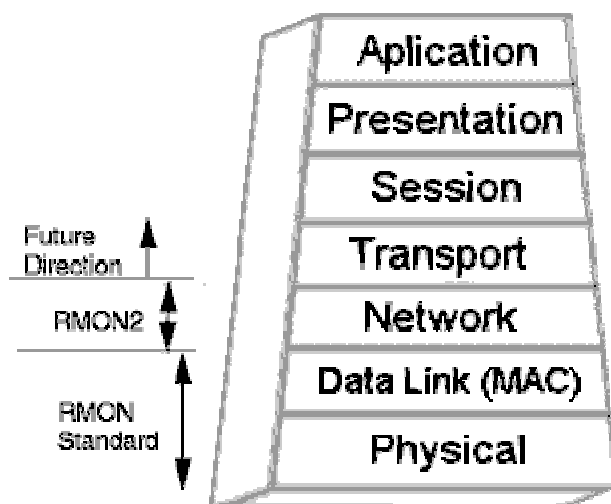 Aplication
Presentation
Session
Future
Direction
Transport
RMON2
Network
Data Link (MAC)
RMON
Standard
Physical